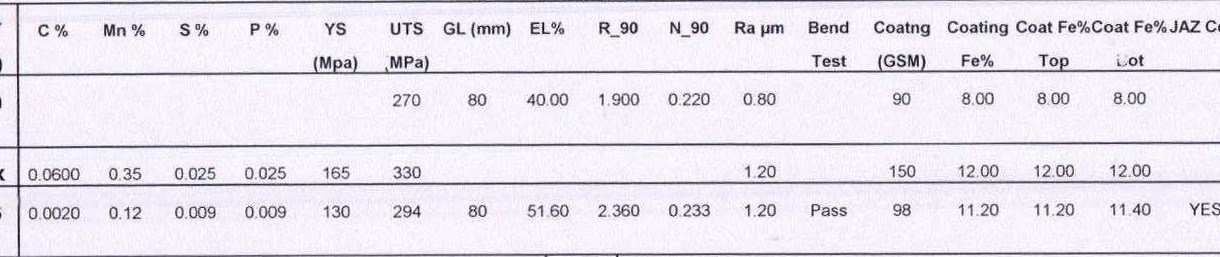 C % Mn % S % P % YS UTS GL (mm) EL% R_90 N_90 Ra µm Bend Coatng Coating Coat Fe% Coat Fe% JAZ
(Mpa) MPa) Test (GSM) Fe% Top
270 80 40.00 1.900 0.220 0.80 90 8.00 8.00 8.00
0.0600 0.35 0.025 0.025 165 330 1.20 150 12.00 12.00 12.00
0.0020 0.12 0.009 0.009 130 294 80 51.60 2.360 0.233 1.20 Pass 98 11.20 11.20 11.40 YES